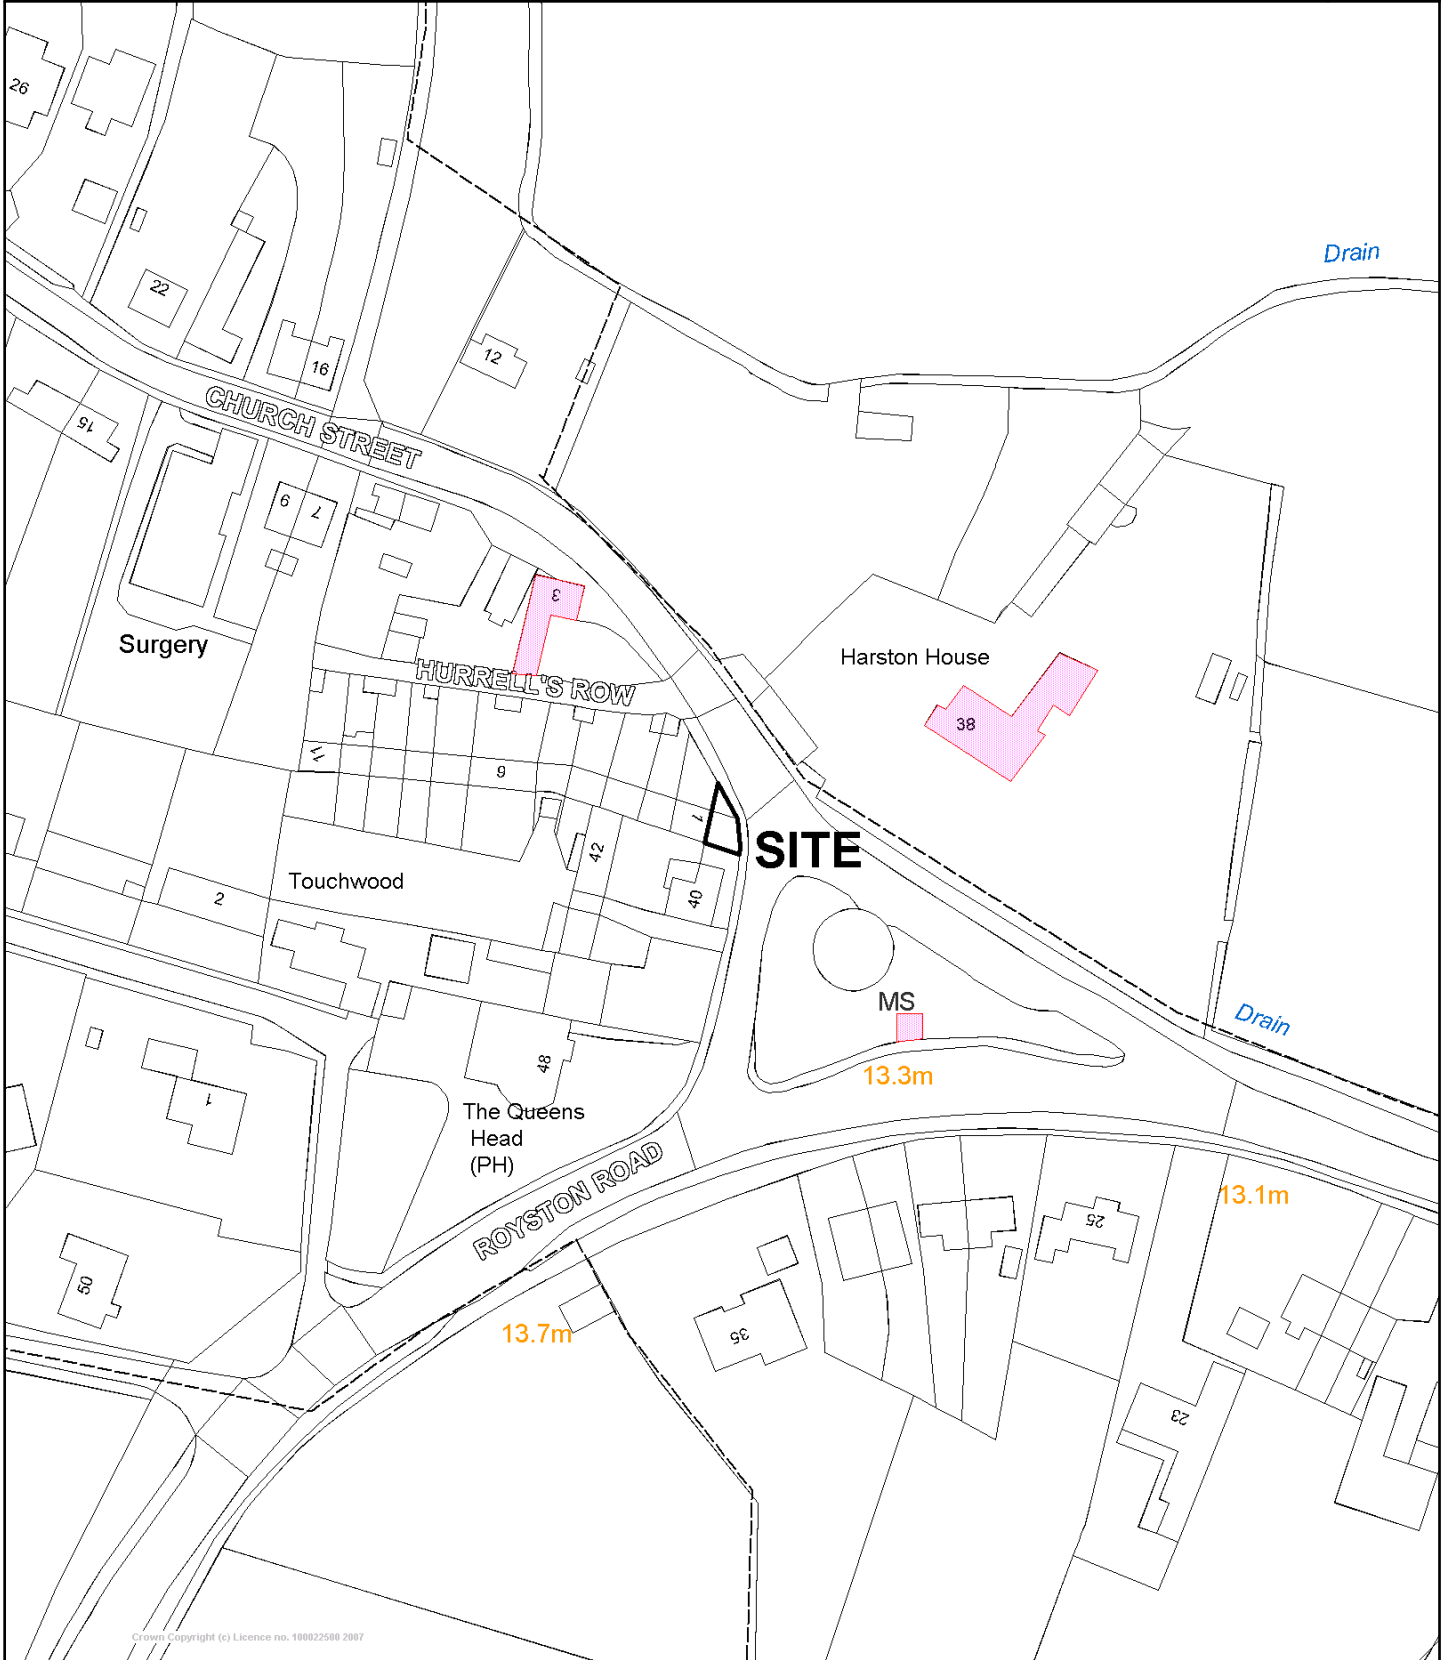 26
Drain
22
12
16
CHURCH STREET
15
9
7
3
Surgery
Harston House
HURRELL'S ROW
38
11
9
1
SITE
42
Touchwood
2
40
MS
Drain
48
13.3m
1
The Queens
Head
(PH)
ROYSTON ROAD
13.1m
25
50
13.7m
35
23
Crown Copyright (c) Licence no. 100022500 2007